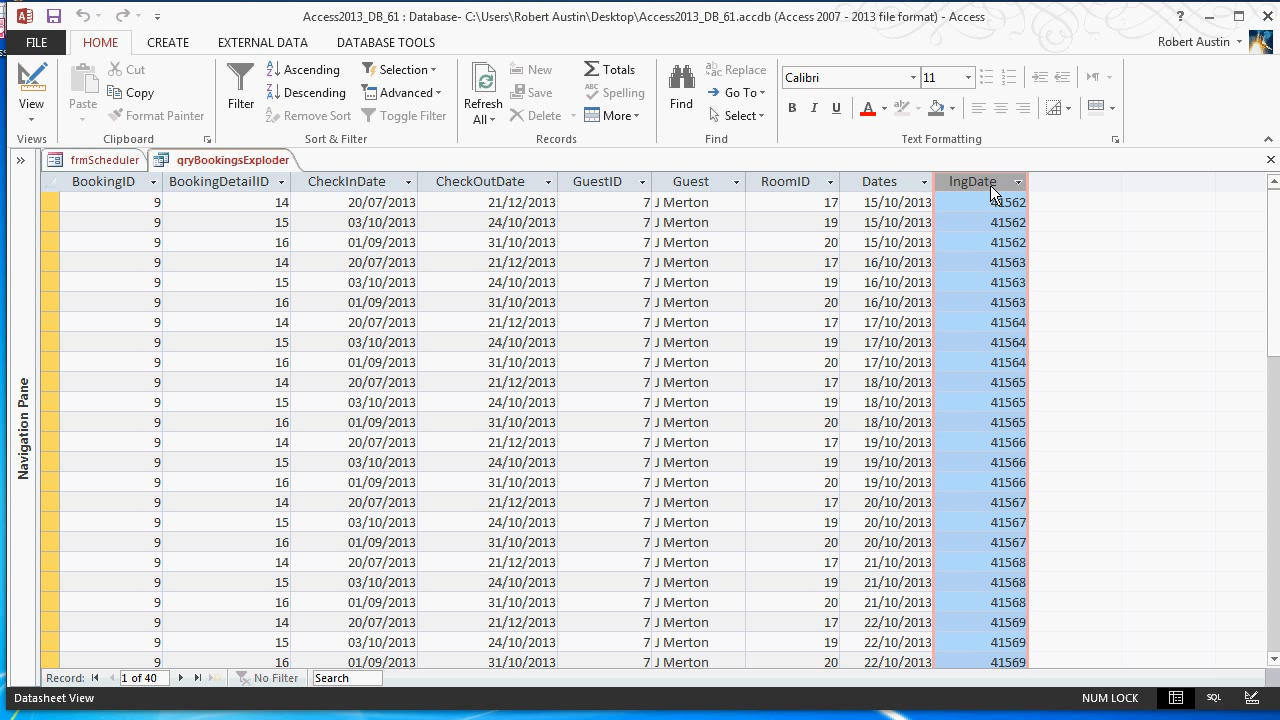 Access2013_DB_61 : Database- C:\Users\Robert Austin\Desktop\Access2013_DB_61.accdb (Access 2007 - 2013 file format) - Access
FILE HOME CREATE EXTERNAL DATA DATABASE TOOLS Robert Austin
View
Views
Paste Cut Copy Format Painter
Clipboard
Filter Ascending Descending Remove Sort Selection Advanced Toggle Filter
Sort & Filter
Refresh All New Save Delete Totals Spelling More
Records
Find Replace Go To Select
Find
Calibri 11
B I U A
Text Formatting
frmScheduler qryBookingsExploder
Navigation Pane
BookingID BookingDetailID CheckInDate CheckOutDate GuestID Guest RoomID Dates lngDate
9 14 20/07/2013 21/12/2013 7 J Merton 17 15/10/2013 41562
9 15 03/10/2013 24/10/2013 7 J Merton 19 15/10/2013 41562
9 16 01/09/2013 31/10/2013 7 J Merton 20 15/10/2013 41562
9 14 20/07/2013 21/12/2013 7 J Merton 17 16/10/2013 41563
9 15 03/10/2013 24/10/2013 7 J Merton 19 16/10/2013 41563
9 16 01/09/2013 31/10/2013 7 J Merton 20 16/10/2013 41563
9 14 20/07/2013 21/12/2013 7 J Merton 17 17/10/2013 41564
9 15 03/10/2013 24/10/2013 7 J Merton 19 17/10/2013 41564
9 16 01/09/2013 31/10/2013 7 J Merton 20 17/10/2013 41564
9 14 20/07/2013 21/12/2013 7 J Merton 17 18/10/2013 41565
9 15 03/10/2013 24/10/2013 7 J Merton 19 18/10/2013 41565
9 16 01/09/2013 31/10/2013 7 J Merton 20 18/10/2013 41565
9 14 20/07/2013 21/12/2013 7 J Merton 17 19/10/2013 41566
9 15 03/10/2013 24/10/2013 7 J Merton 19 19/10/2013 41566
9 16 01/09/2013 31/10/2013 7 J Merton 20 19/10/2013 41566
9 14 20/07/2013 21/12/2013 7 J Merton 17 20/10/2013 41567
9 15 03/10/2013 24/10/2013 7 J Merton 19 20/10/2013 41567
9 16 01/09/2013 31/10/2013 7 J Merton 20 20/10/2013 41567
9 14 20/07/2013 21/12/2013 7 J Merton 17 21/10/2013 41568
9 15 03/10/2013 24/10/2013 7 J Merton 19 21/10/2013 41568
9 16 01/09/2013 31/10/2013 7 J Merton 20 21/10/2013 41568
9 14 20/07/2013 21/12/2013 7 J Merton 17 22/10/2013 41569
9 15 03/10/2013 24/10/2013 7 J Merton 19 22/10/2013 41569
9 16 01/09/2013 31/10/2013 7 J Merton 20 22/10/2013 41569
Record: 1 of 40 No Filter Search
Datasheet View NUM LOCK SQL